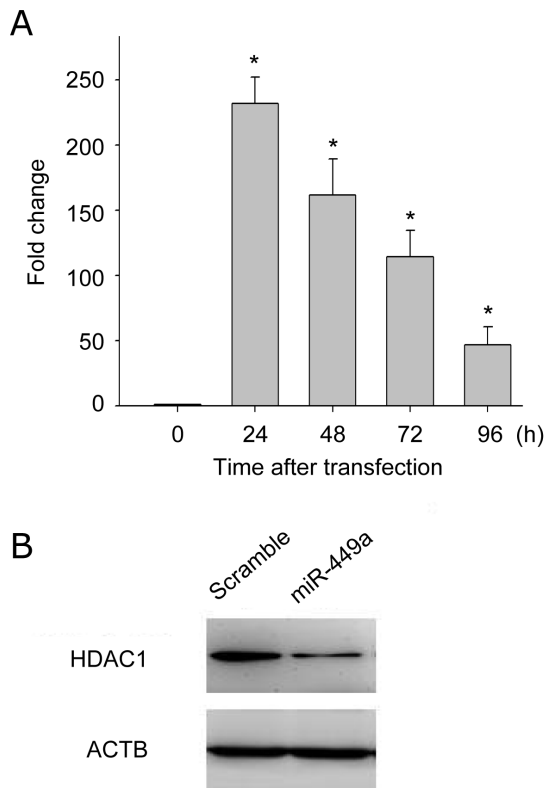 A
Fold change
250
200
150
100
50
0
*
*
*
*
0 24 48 72 96 (h)
Time after transfection
B
Scramble
miR-449a
HDAC1
ACTB